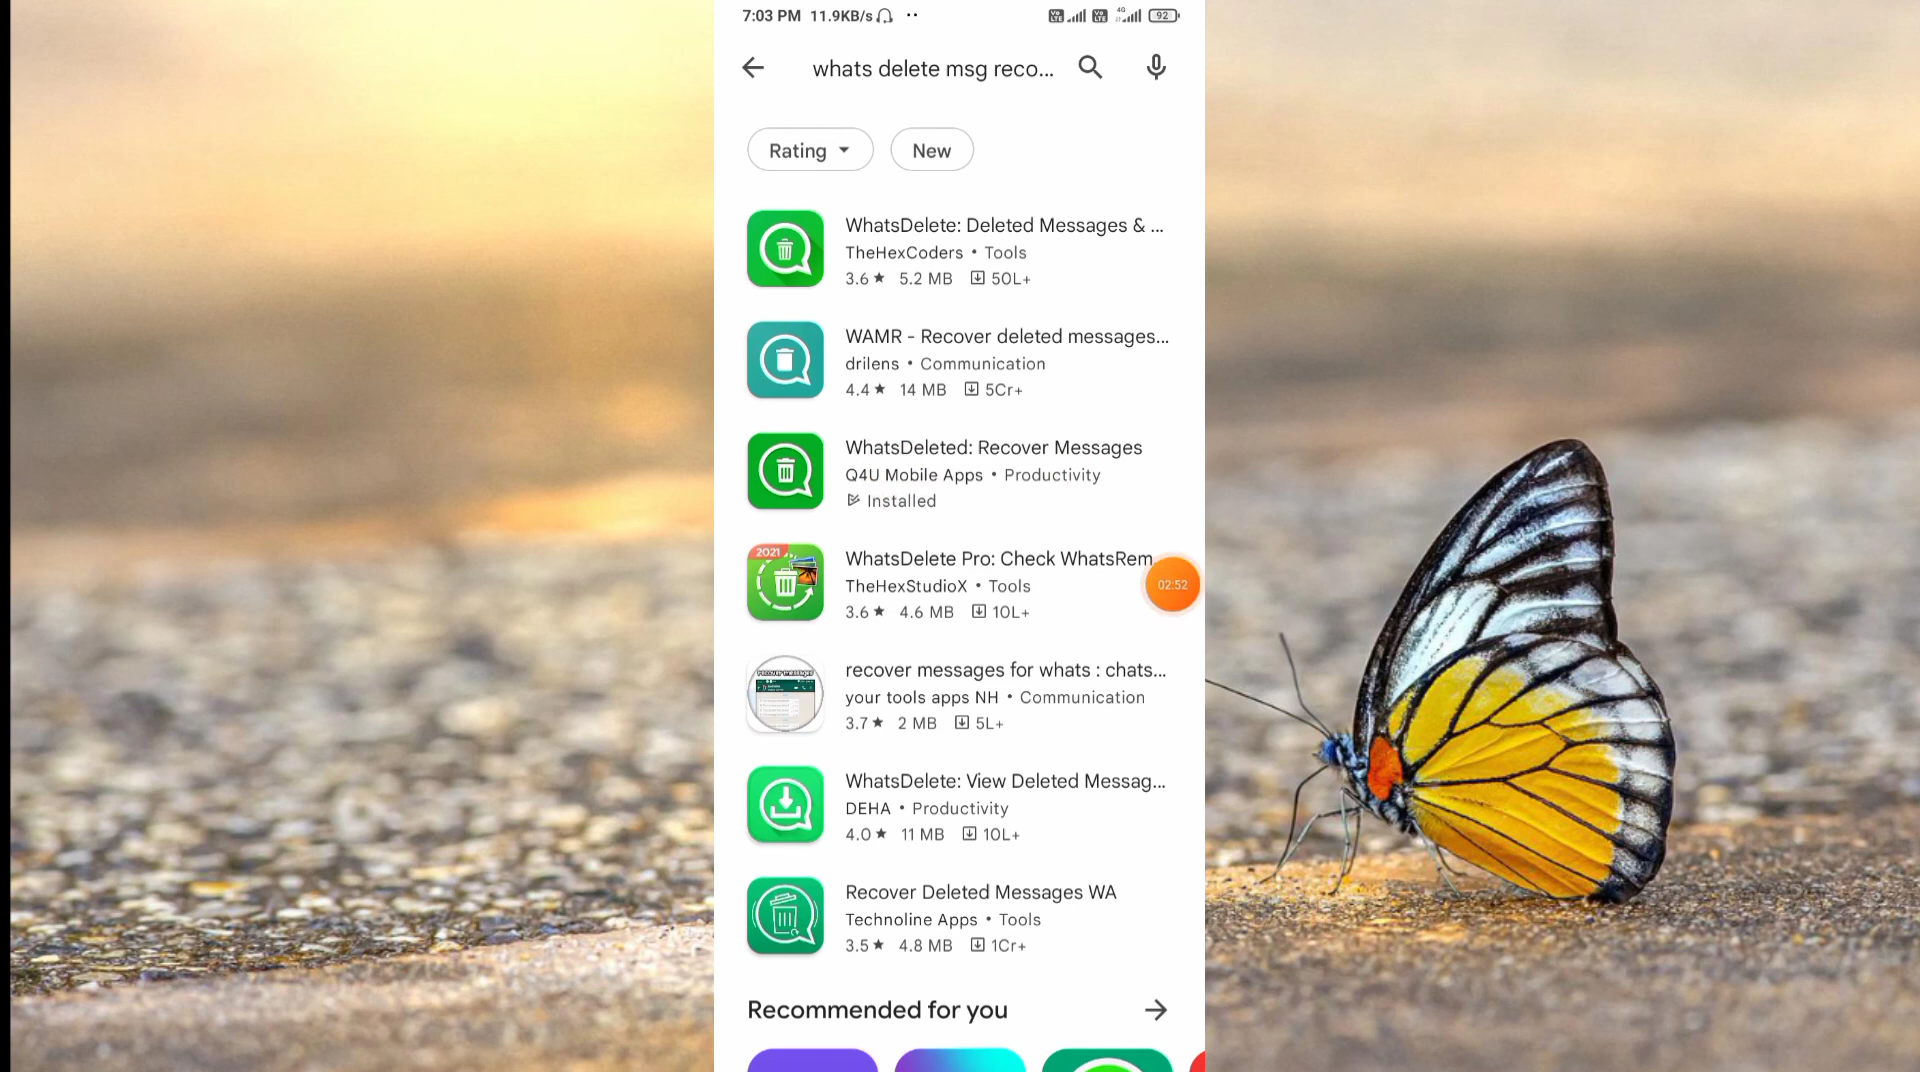 7:03 PM 11.9KB/s
4G
92
whats delete msg reco...
Rating
New
WhatsDelete: Deleted Messages & ...
TheHexCoders • Tools
3.6 ★ 5.2 MB 50L+
WAMR - Recover deleted messages...
drilens • Communication
4.4 ★ 14 MB 5Cr+
WhatsDeleted: Recover Messages
Q4U Mobile Apps • Productivity
Installed
2021
WhatsDelete Pro: Check WhatsRem
TheHexStudioX • Tools
3.6 ★ 4.6 MB 10L+
02:52
recover messages
recover messages for whats : chats...
your tools apps NH • Communication
3.7 ★ 2 MB 5L+
WhatsDelete: View Deleted Messag...
DEHA • Productivity
4.0 ★ 11 MB 10L+
Recover Deleted Messages WA
Technoline Apps • Tools
3.5 ★ 4.8 MB 1Cr+
Recommended for you